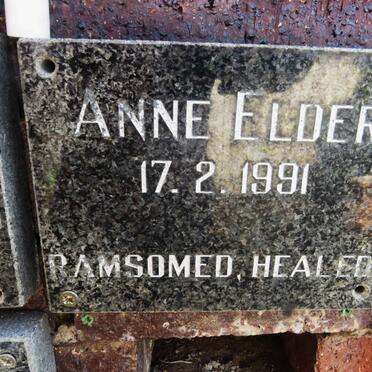 ANNE ELDER
17. 2. 1991
RAMSOMED, HEALED